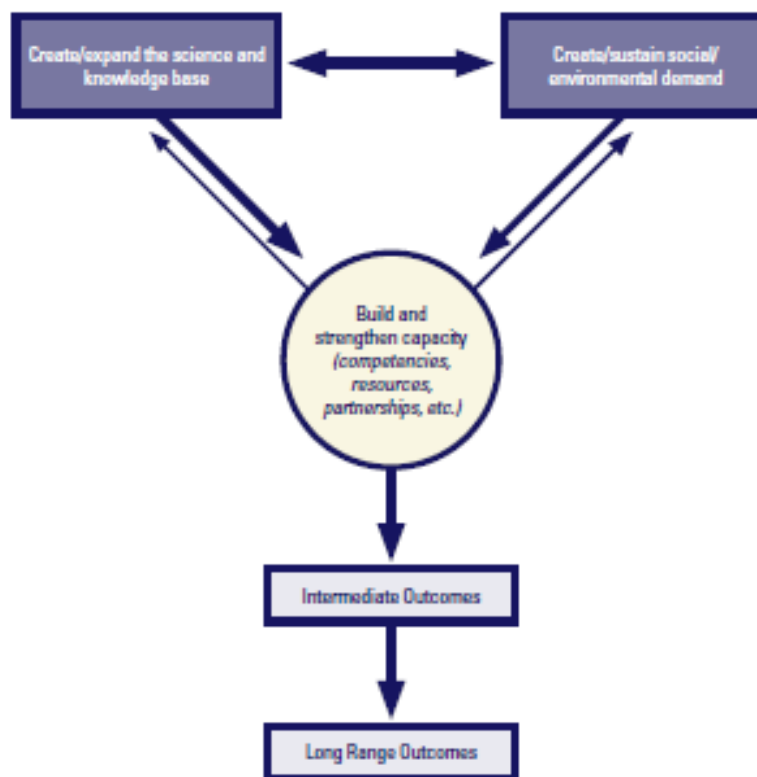 Create/expand the science and
knowledge base
Create/sustain social/
environmental demand
Build and
strengthen capacity
(competencies,
resources,
partnerships, etc.)
Intermediate Outcomes
Long Range Outcomes